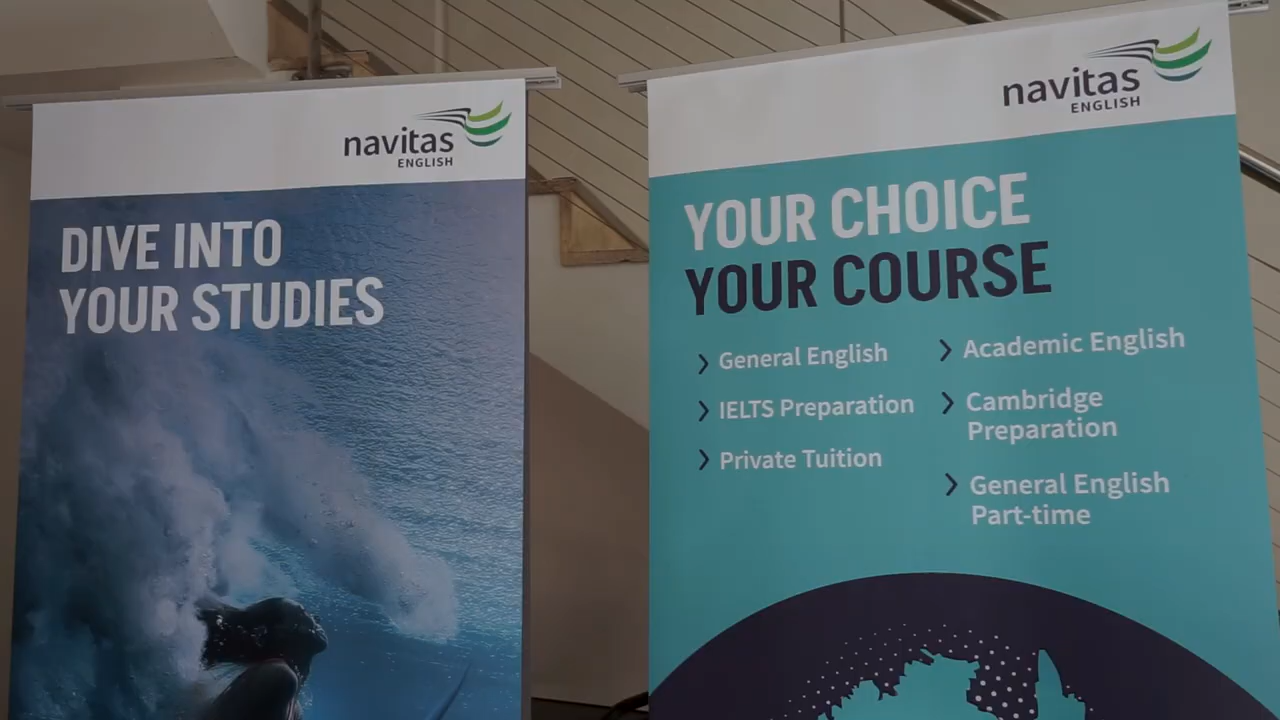 navitas
ENGLISH
DIVE INTO
YOUR STUDIES
navitas
ENGLISH
YOUR CHOICE
YOUR COURSE
General English
IELTS Preparation
Private Tuition
Academic English
Cambridge
Preparation
General English
Part-time